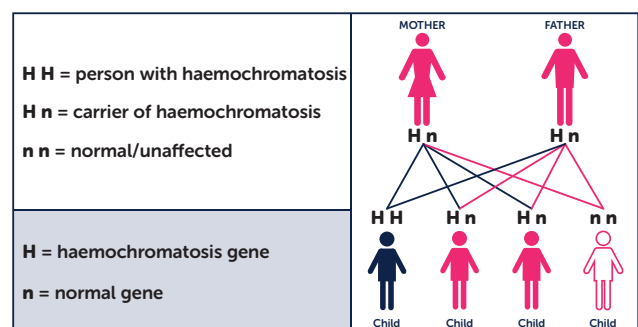 H H = person with haemochromatosis
H n = carrier of haemochromatosis
n n = normal/unaffected
H = haemochromatosis gene
n = normal gene
MOTHER FATHER
H n H n
H H H n H n n n
Child Child Child Child